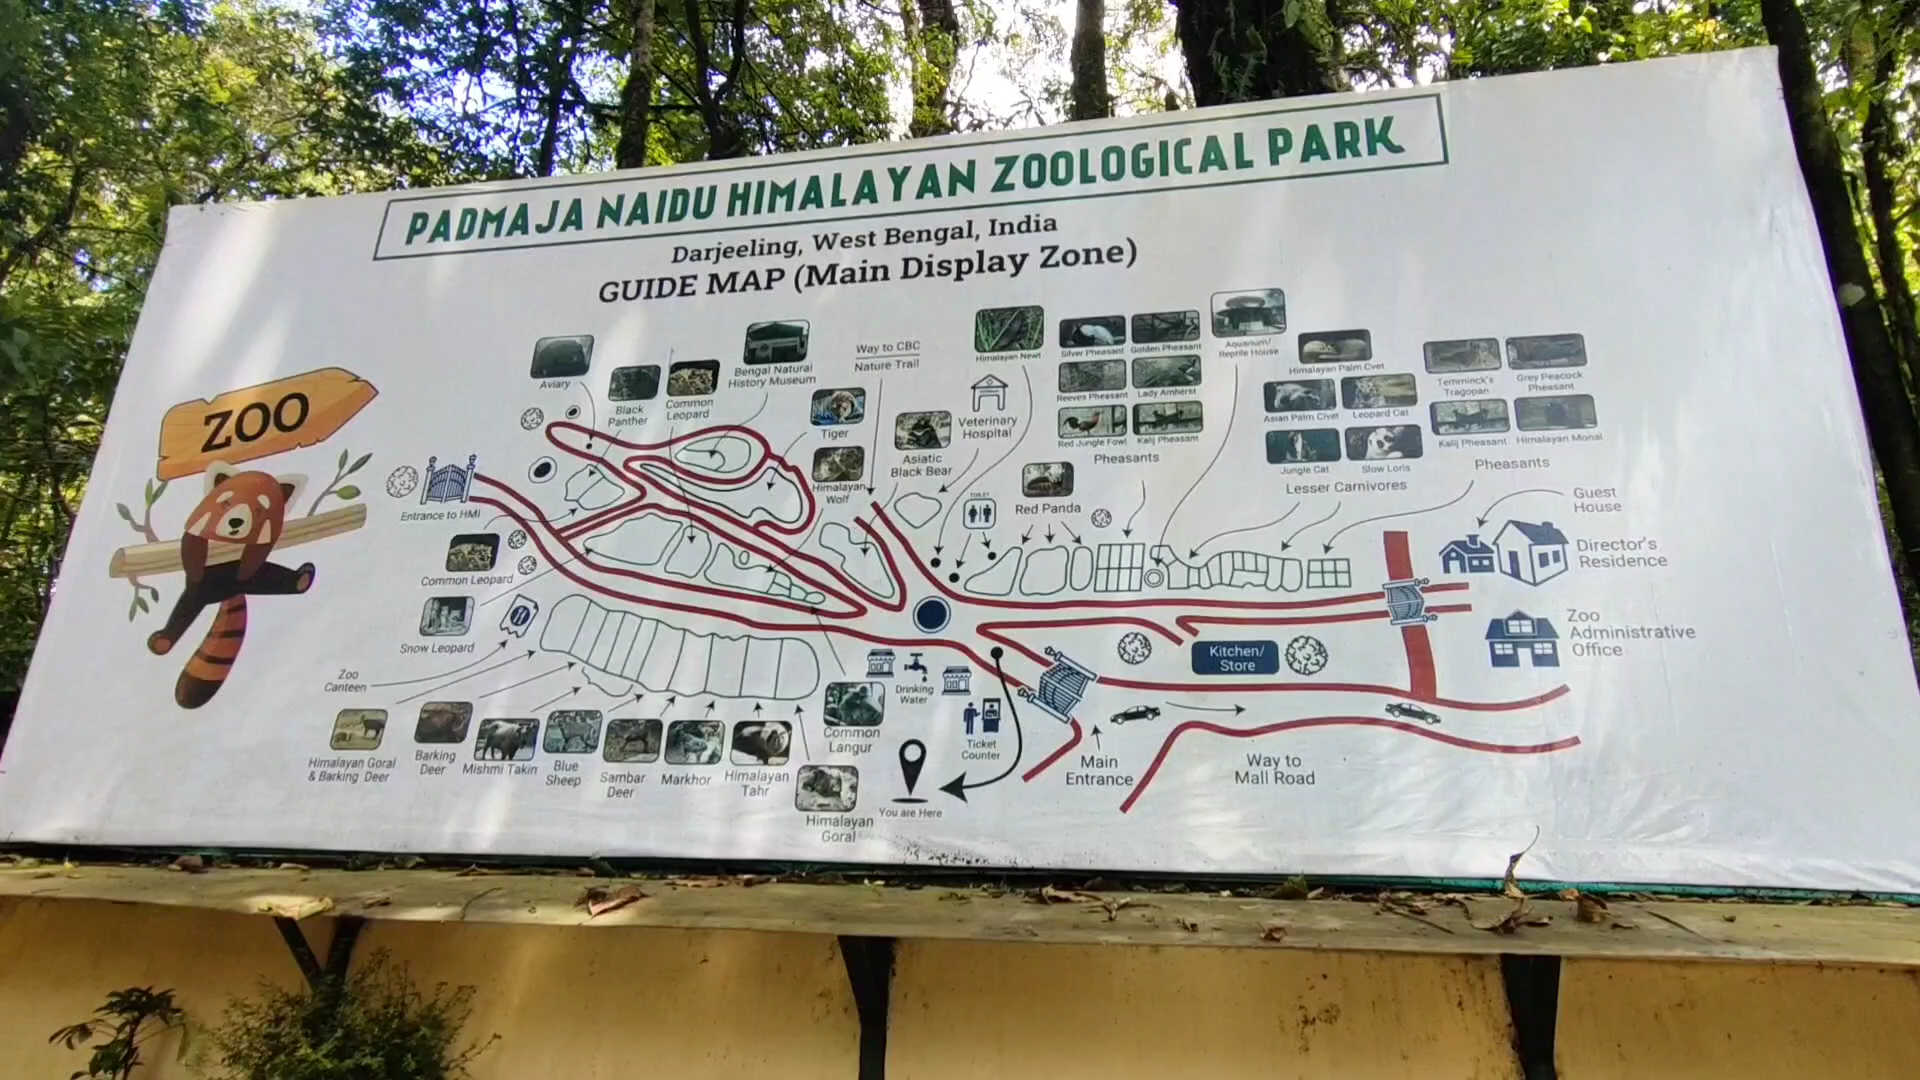 PADMAJA NAIDU HIMALAYAN ZOOLOGICAL PARK
Darjeeling, West Bengal, India
GUIDE MAP (Main Display Zone)
ZOO
Aviary
Black
Panther
Common
Leopard
Bengal Natural
History Museum
Way to CBC
Nature Trail
Tiger
Himalayan
Wolf
Asiatic
Black Bear
Himalayan Newt
Veterinary
Hospital
TOILET
Silver Pheasant
Golden Pheasant
Reeves Pheasant
Lady Amherst
Red Jungle Fowl
Kalij Pheasant
Pheasants
Red Panda
Aquarium/
Reptile House
Himalayan Palm Cvet
Asian Palm Civet
Leopard Cat
Jungle Cat
Slow Loris
Lesser Carnivores
Temminck's
Tragopan
Grey Peacock
Pheasant
Kalij Pheasant
Himalayan Monal
Pheasants
Guest
House
Director's
Residence
Zoo
Administrative
Office
Entrance to HMI
Common Leopard
Snow Leopard
Zoo
Canteen
Himalayan Goral
& Barking Deer
Barking
Deer
Mishmi Takin
Blue
Sheep
Sambar
Deer
Markhor
Himalayan
Tahr
Himalayan
Goral
Common
Langur
Drinking
Water
Ticket
Counter
You are Here
Main
Entrance
Kitchen/
Store
Way to
Mall Road